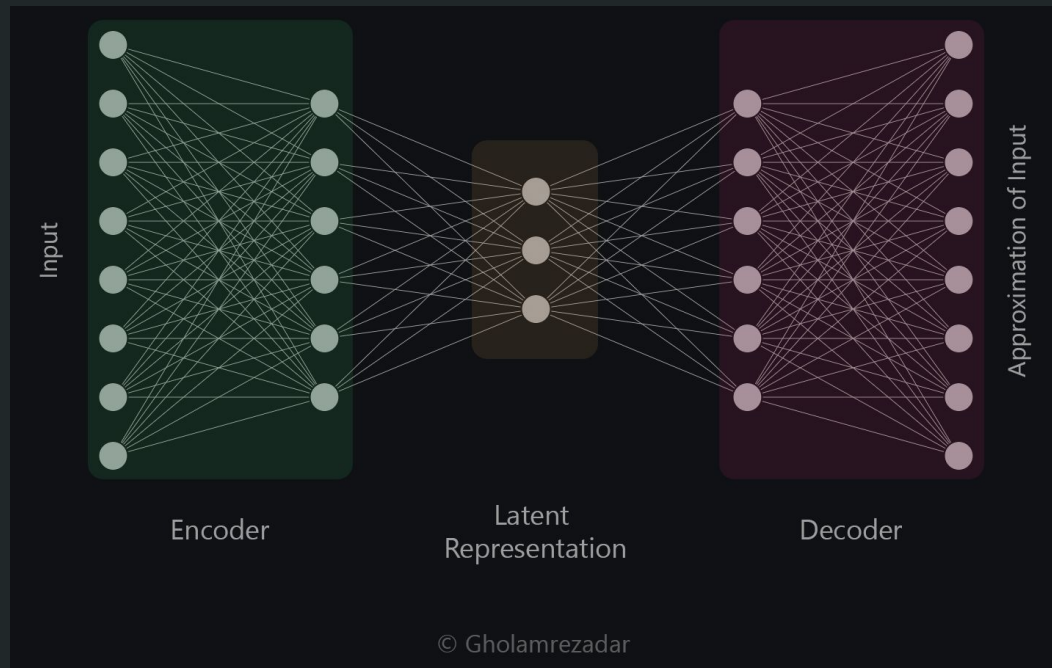 Input
Approximation of Input
Encoder
Latent
Representation
Decoder
© Gholamrezadar